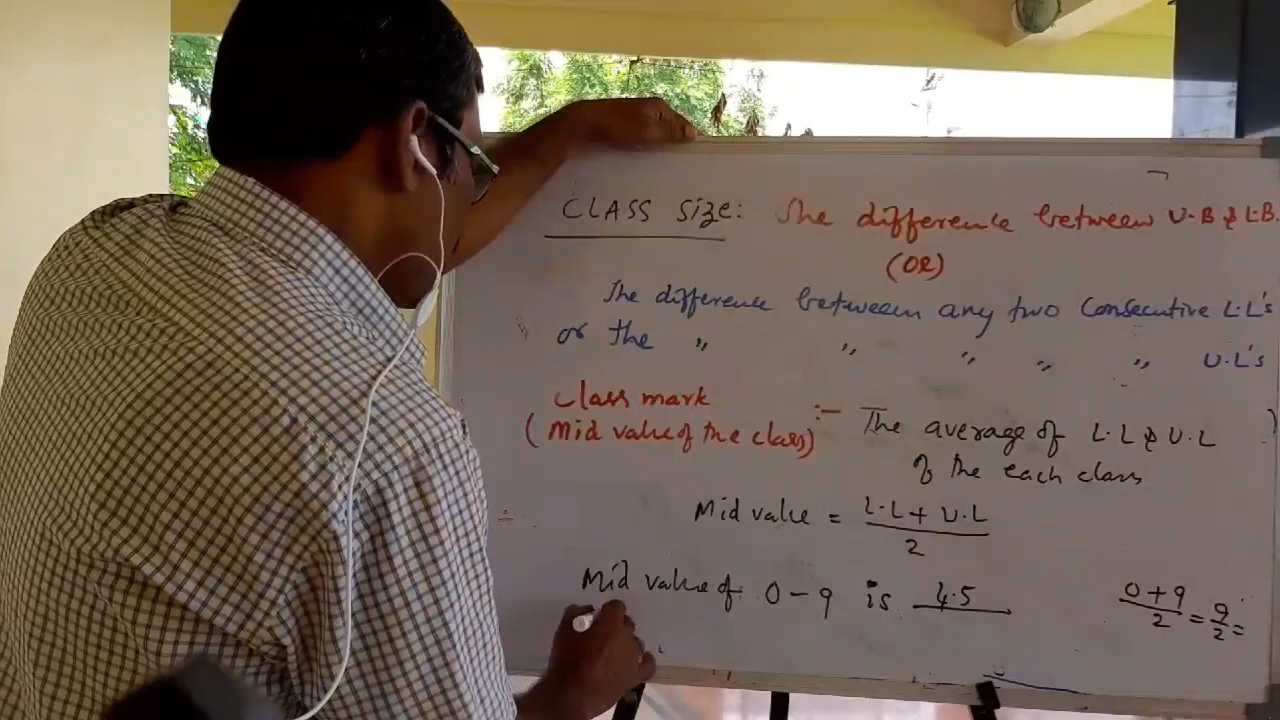 CLASS Size: The difference between U-B & L.B.
(OR)
The difference between any two Consecutive L.L's
or the " " " " " U.L's
Class mark
(Mid value of the class) :- The average of L.L & U.L
of the each class
Mid value = L.L + U.L / 2
Mid value of 0-9 is 4.5
0+9 / 2 = 9/2 =